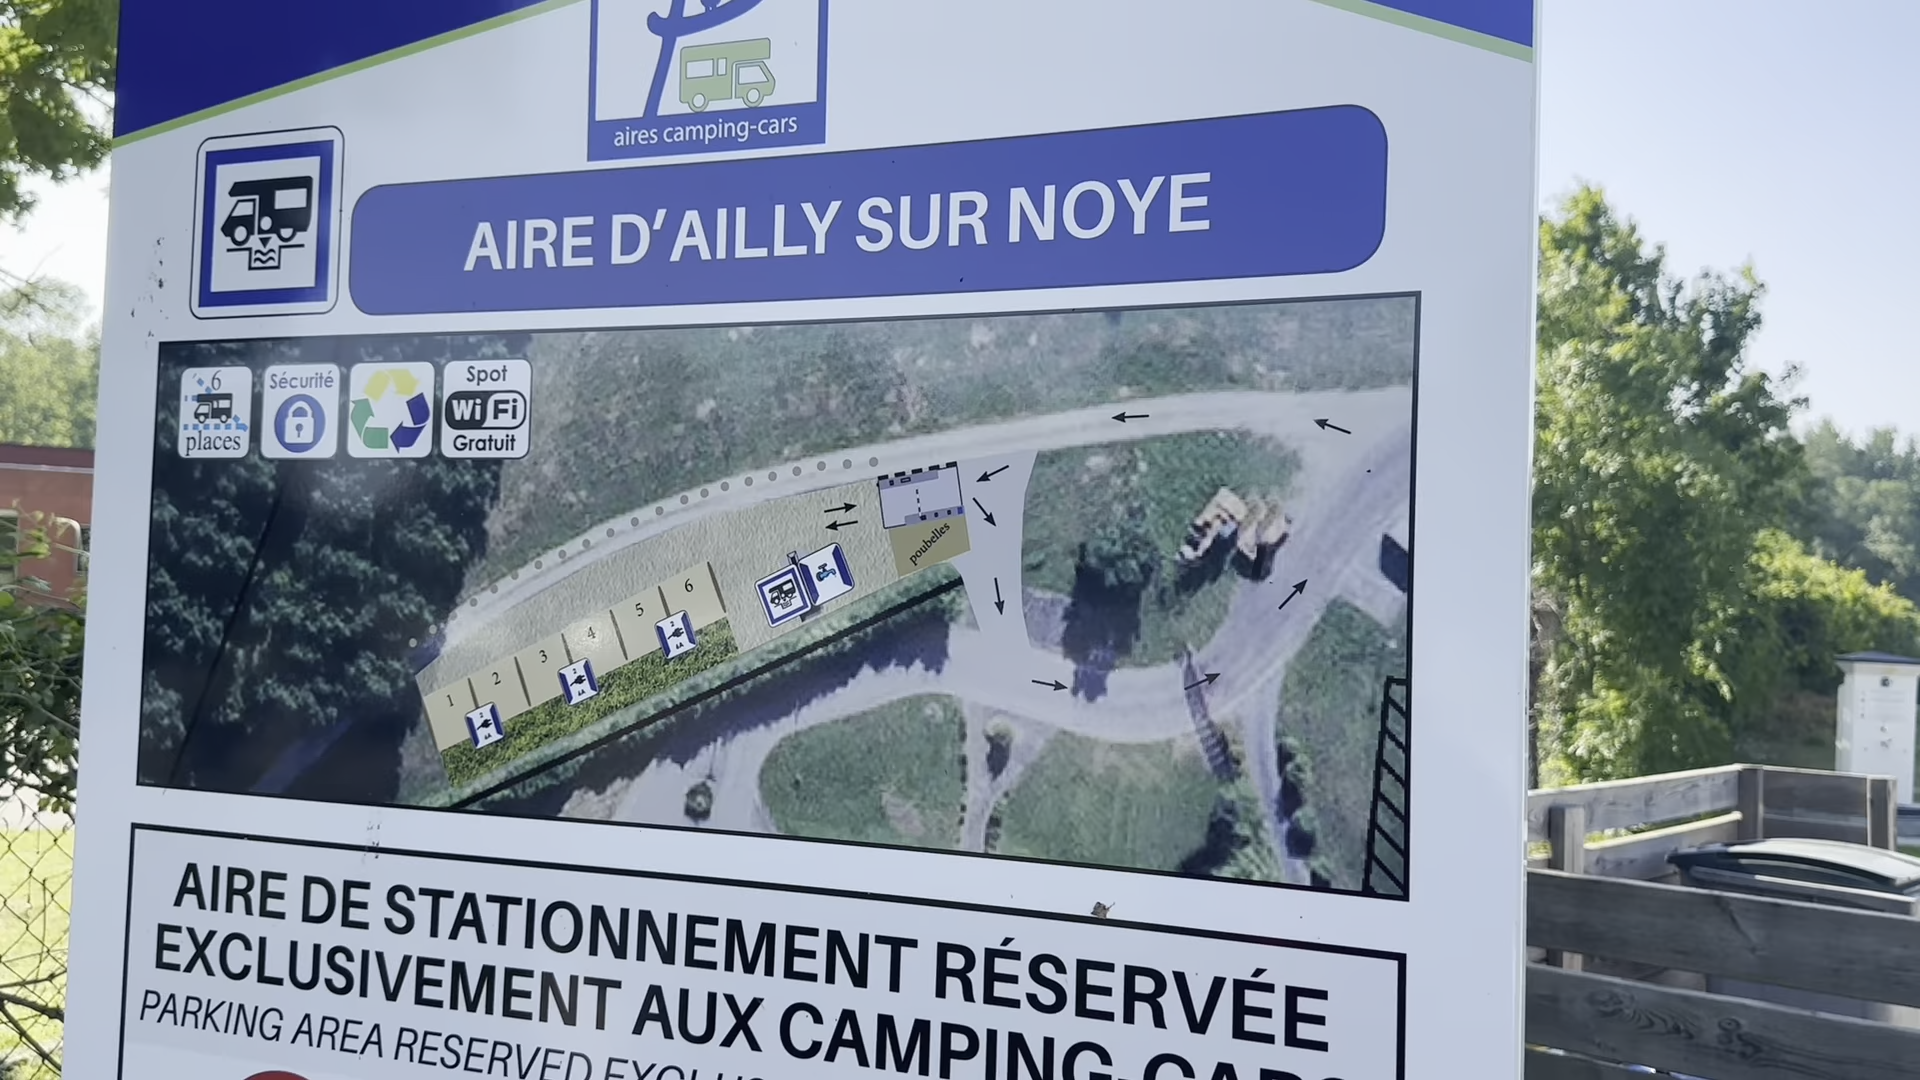 aires camping-cars
AIRE D'AILLY SUR NOYE
6
places
Sécurité
Spot
WiFi
Gratuit
poubelles
1
2
3
4
5
6
AIRE DE STATIONNEMENT RÉSERVÉE
EXCLUSIVEMENT AUX CAMPING-CARS
PARKING AREA RESERVED